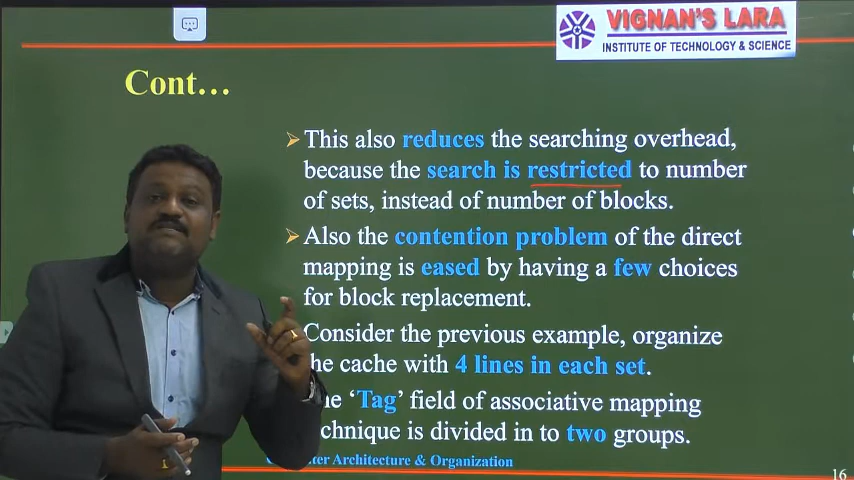 VIGNAN'S LARA
INSTITUTE OF TECHNOLOGY & SCIENCE
Cont...
This also reduces the searching overhead,
because the search is restricted to number
of sets, instead of number of blocks.
Also the contention problem of the direct
mapping is eased by having a few choices
for block replacement.
Consider the previous example, organize
he cache with 4 lines in each set.
e 'Tag' field of associative mapping
chnique is divided in to two groups.
ter Architecture & Organization
16